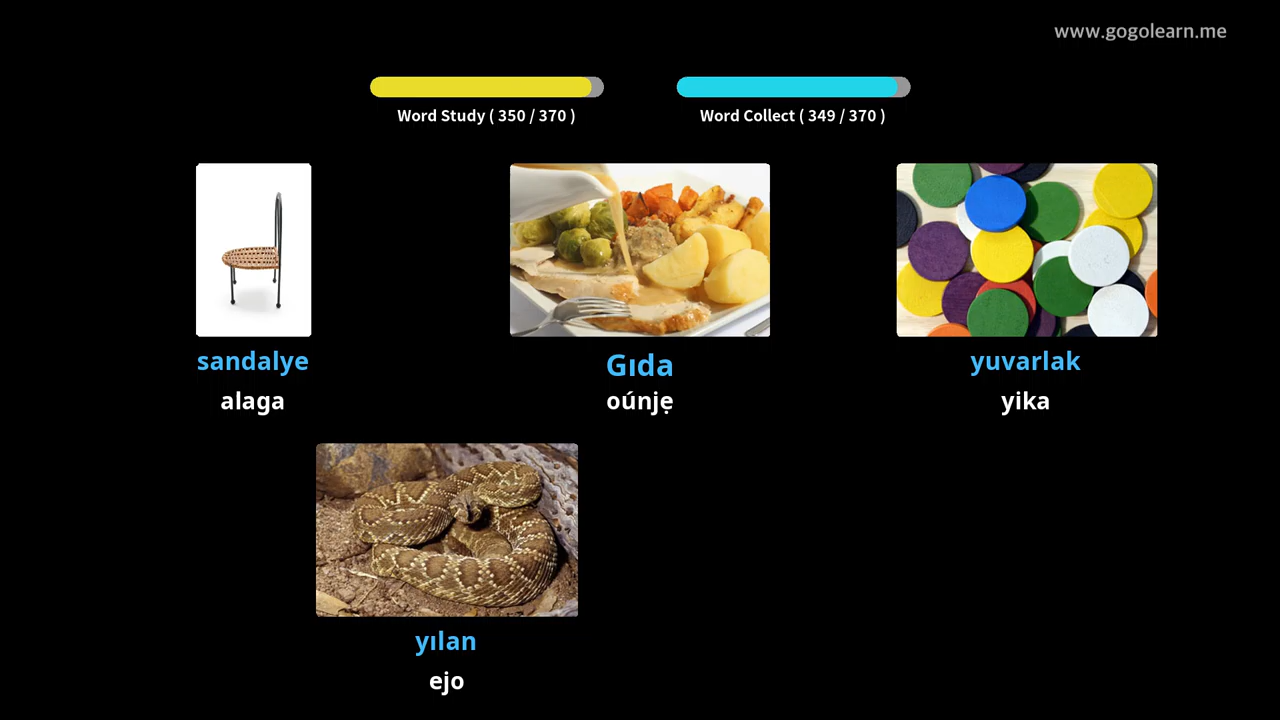 www.gogolearn.me
Word Study ( 350 / 370 )
Word Collect ( 349 / 370 )
sandalye
alaga
Gıda
oúnjẹ
yuvarlak
yika
yılan
ejo